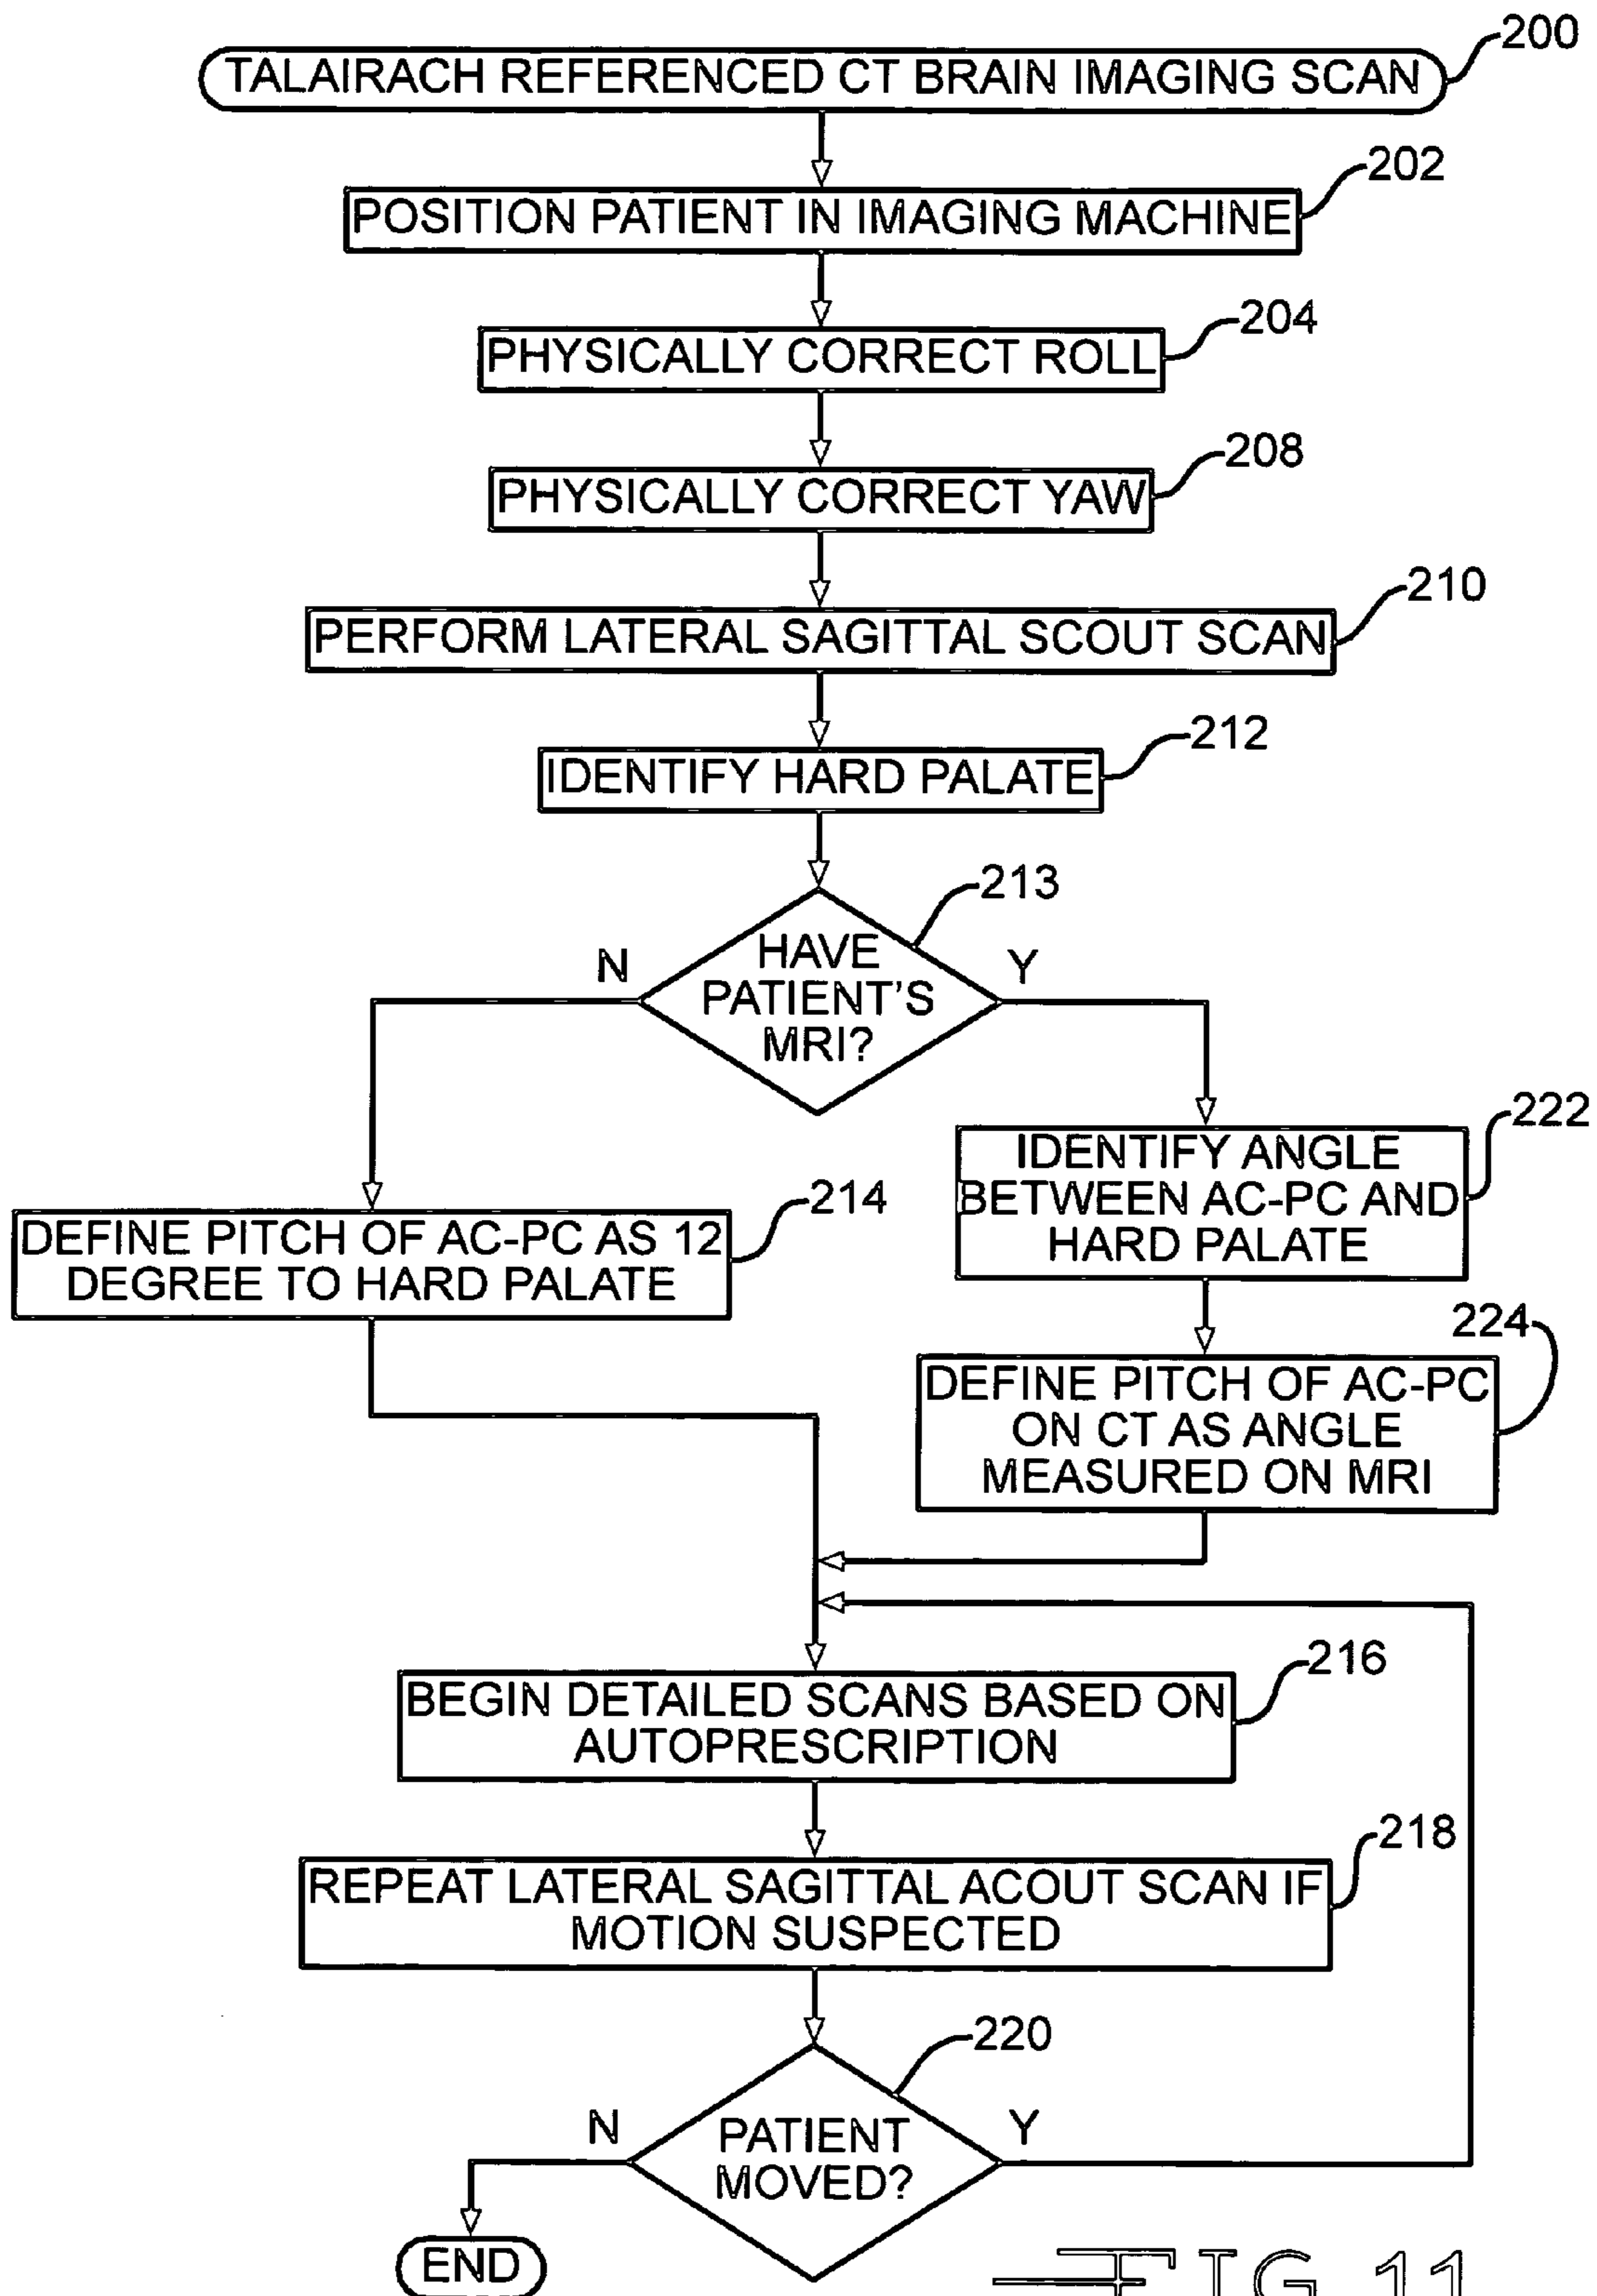 200
TALAIRACH REFERENCED CT BRAIN IMAGING SCAN
202
POSITION PATIENT IN IMAGING MACHINE
204
PHYSICALLY CORRECT ROLL
208
PHYSICALLY CORRECT YAW
210
PERFORM LATERAL SAGITTAL SCOUT SCAN
212
IDENTIFY HARD PALATE
213
N
HAVE
PATIENT'S
MRI?
Y
222
IDENTIFY ANGLE
BETWEEN AC-PC AND
HARD PALATE
214
DEFINE PITCH OF AC-PC AS 12
DEGREE TO HARD PALATE
224
DEFINE PITCH OF AC-PC
ON CT AS ANGLE
MEASURED ON MRI
216
BEGIN DETAILED SCANS BASED ON
AUTOPRESCRIPTION
218
REPEAT LATERAL SAGITTAL ACOUT SCAN IF
MOTION SUSPECTED
220
N
PATIENT
MOVED?
Y
END
FIG 11